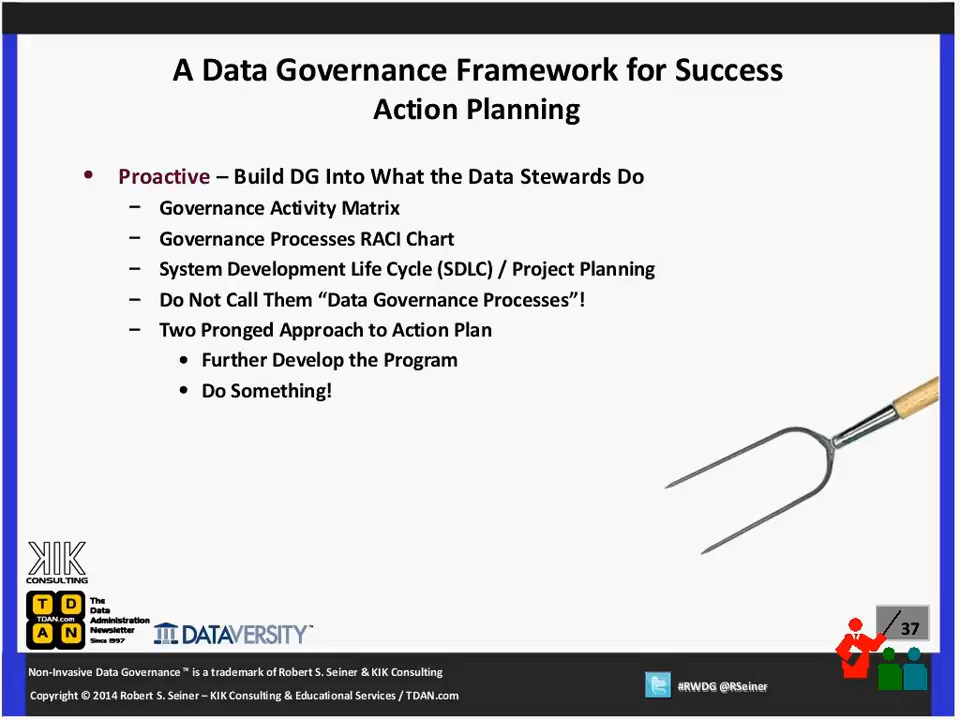 A Data Governance Framework for Success
Action Planning
• Proactive – Build DG Into What the Data Stewards Do
– Governance Activity Matrix
– Governance Processes RACI Chart
– System Development Life Cycle (SDLC) / Project Planning
– Do Not Call Them “Data Governance Processes”!
– Two Pronged Approach to Action Plan
• Further Develop the Program
• Do Something!
KIK
CONSULTING
T D
TDAN.com
A N
The
Data
Administration
Newsletter
Since 1997
DATAVERSITY™
37
Non-Invasive Data Governance™ is a trademark of Robert S. Seiner & KIK Consulting
Copyright © 2014 Robert S. Seiner – KIK Consulting & Educational Services / TDAN.com
#RWDG @RSeiner